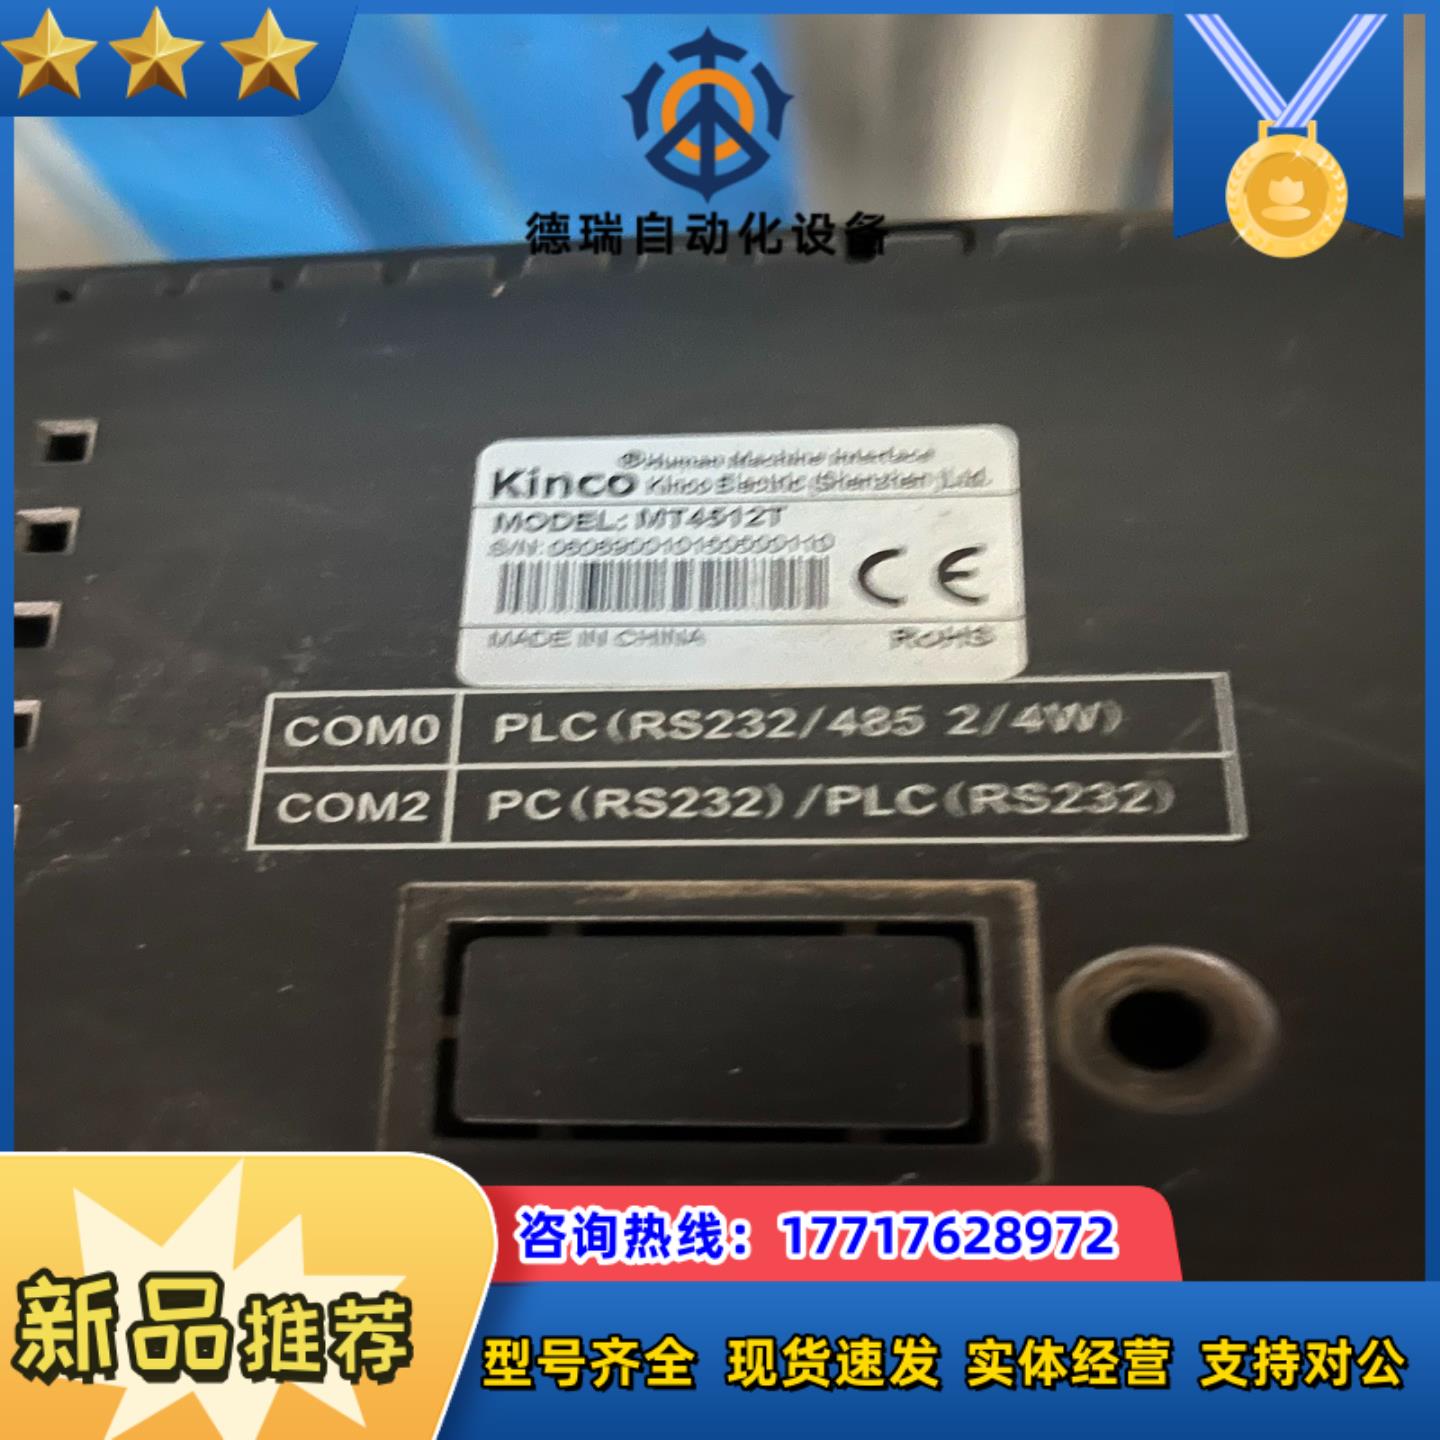 德瑞自动化设备
Human Machine Interface
Kinco Kinco Electric (Shenzhen) Ltd.
MODEL: MT4512T
MADE IN CHINA RoHS
COM0 PLC(RS232/485 2/4W)
COM2 PC(RS232)/PLC(RS232)
咨询热线：17717628972
新品推荐
型号齐全 现货速发 实体经营 支持对公